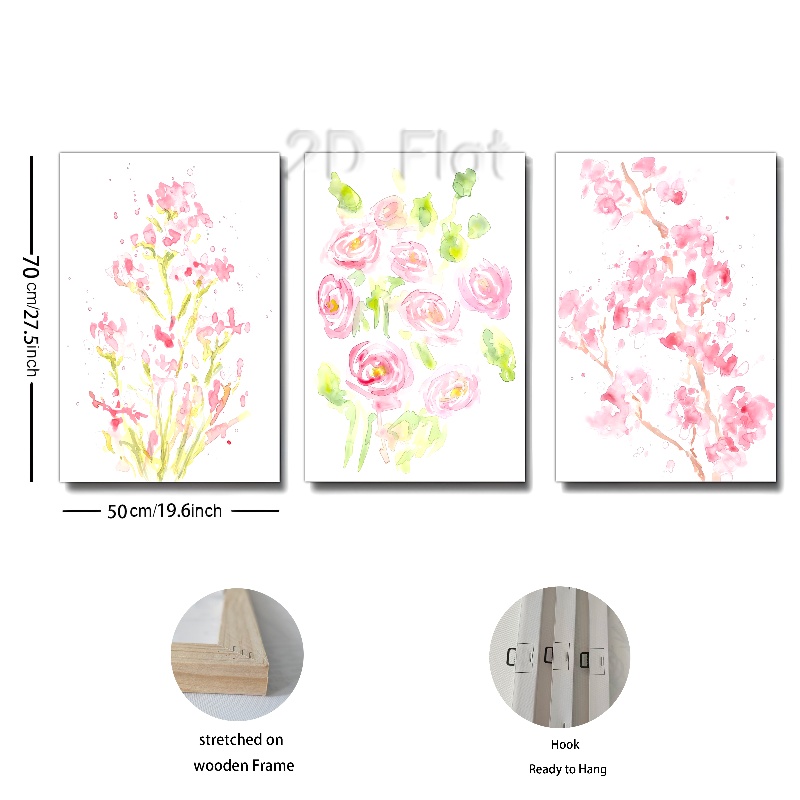 2D Flat
70 cm/27.5inch
50 cm/19.6inch
stretched on
wooden Frame
Hook
Ready to Hang